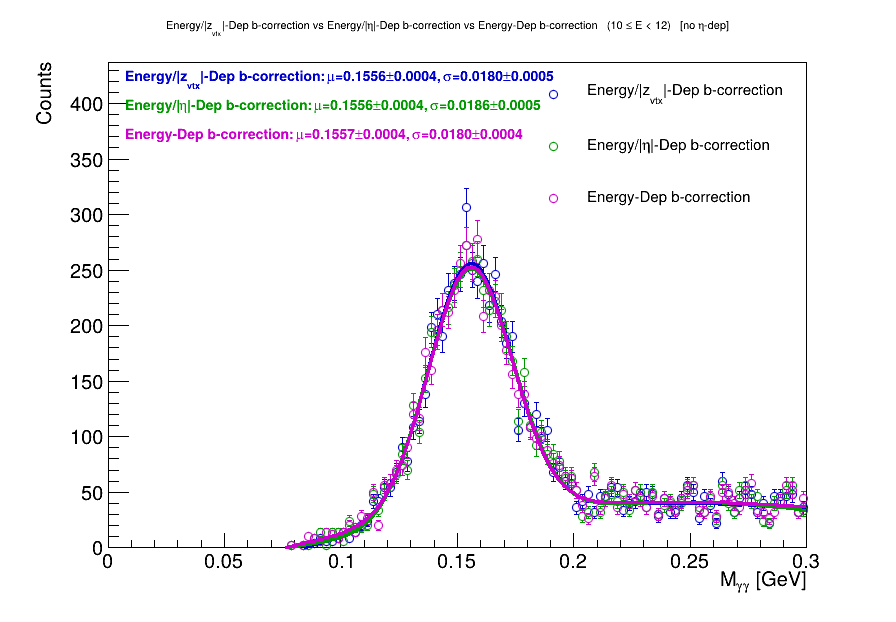 Energy/|z_vtx|-Dep b-correction vs Energy/|η|-Dep b-correction vs Energy-Dep b-correction (10 ≤ E < 12) [no η-dep]
Counts
Energy/|z_vtx|-Dep b-correction: μ=0.1556±0.0004, σ=0.0180±0.0005
Energy/|η|-Dep b-correction: μ=0.1556±0.0004, σ=0.0186±0.0005
Energy-Dep b-correction: μ=0.1557±0.0004, σ=0.0180±0.0004
Energy/|z_vtx|-Dep b-correction
Energy/|η|-Dep b-correction
Energy-Dep b-correction
400
350
300
250
200
150
100
50
0
0 0.05 0.1 0.15 0.2 0.25 0.3
M_γγ [GeV]